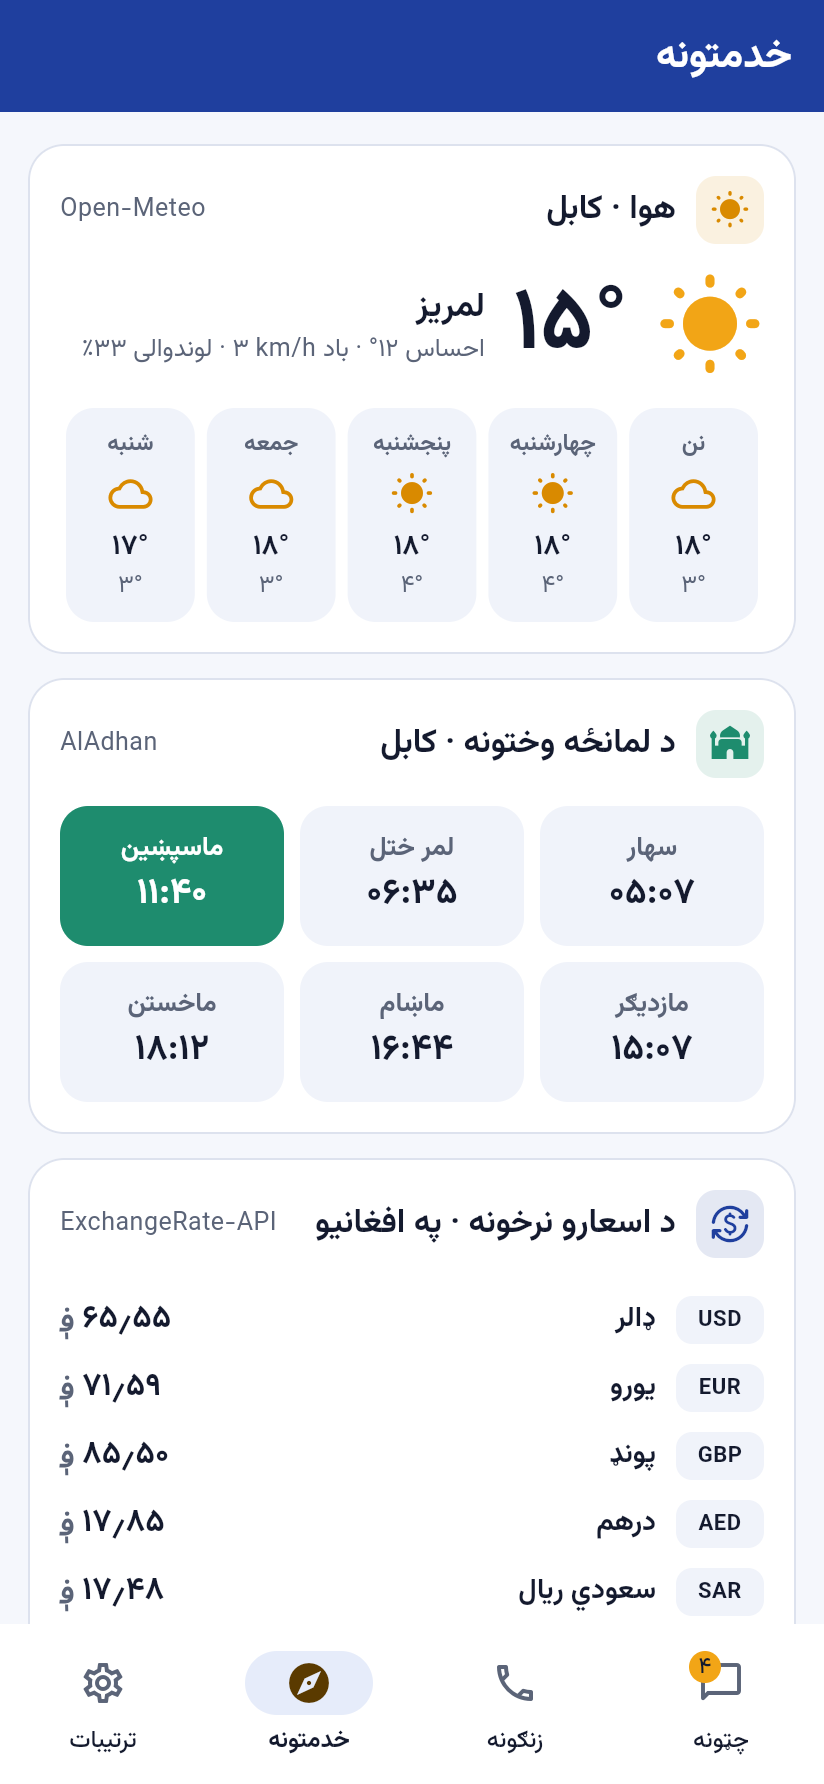 خدمتونه
هوا · کابل
Open-Meteo
۱۵°
لمریز
احساس ۱۲° · باد ۳ km/h · لوندوالی ۳۳٪
نن
۱۸°
۳°
چهارشنبه
۱۸°
۴°
پنجشنبه
۱۸°
۴°
جمعه
۱۸°
۳°
شنبه
۱۷°
۳°
د لمانځه وختونه · کابل
AlAdhan
سهار
۰۵:۰۷
لمر ختل
۰۶:۳۵
ماسپښین
۱۱:۴۰
مازدیګر
۱۵:۰۷
ماښام
۱۶:۴۴
ماخستن
۱۸:۱۲
د اسعارو نرخونه · په افغانیو
ExchangeRate-API
USD ډالر ۶۵٫۵۵ ؋
EUR یورو ۷۱٫۵۹ ؋
GBP پونډ ۸۵٫۵۰ ؋
AED درهم ۱۷٫۸۵ ؋
SAR سعودي ریال ۱۷٫۴۸ ؋
۴
چټونه
زنګونه
خدمتونه
ترتیبات